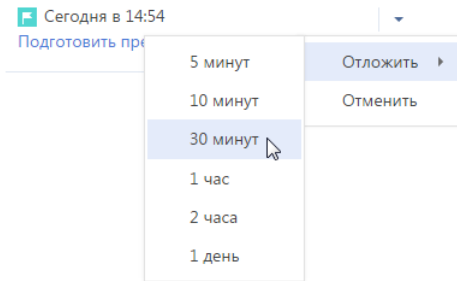 Сегодня в 14:54
Подготовить пре
5 минут
10 минут
30 минут
1 час
2 часа
1 день
Отложить
Отменить